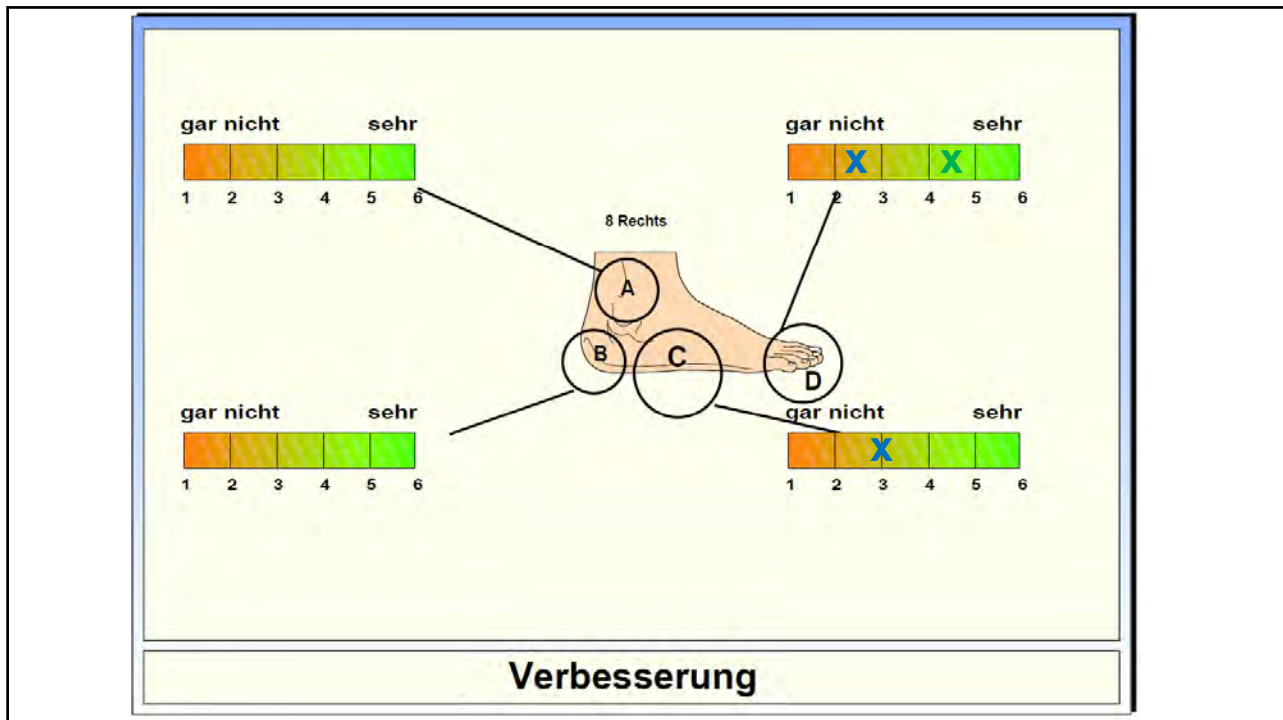 gar nicht sehr
1 2 3 4 5 6
gar nicht sehr
X X
1 2 3 4 5 6
8 Rechts
A
B
C
D
gar nicht sehr
1 2 3 4 5 6
gar nicht sehr
X
1 2 3 4 5 6
Verbesserung